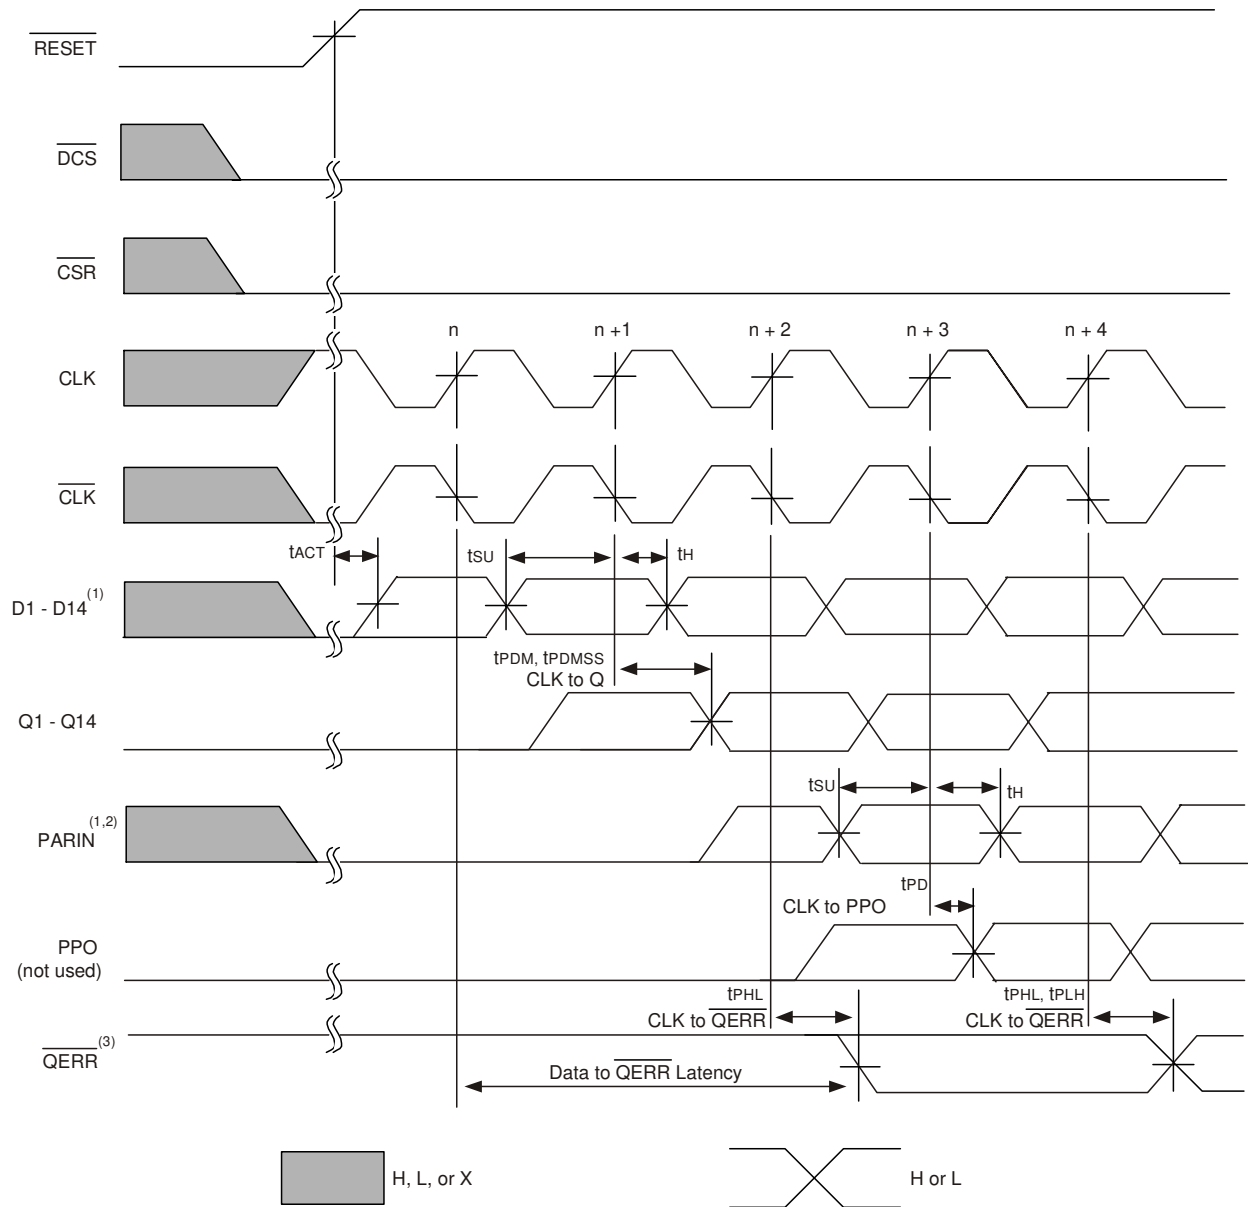 RESET
DCS
CSR
n n +1 n + 2 n + 3 n + 4
CLK
CLK
tACT tSU tH
D1 - D14(1)
tPDM, tPDMSS
CLK to Q
Q1 - Q14
tSU tH
PARIN(1,2)
tPD
CLK to PPO
PPO
(not used)
tPHL tPHL, tPLH
CLK to QERR CLK to QERR
QERR(3)
Data to QERR Latency
H, L, or X H or L